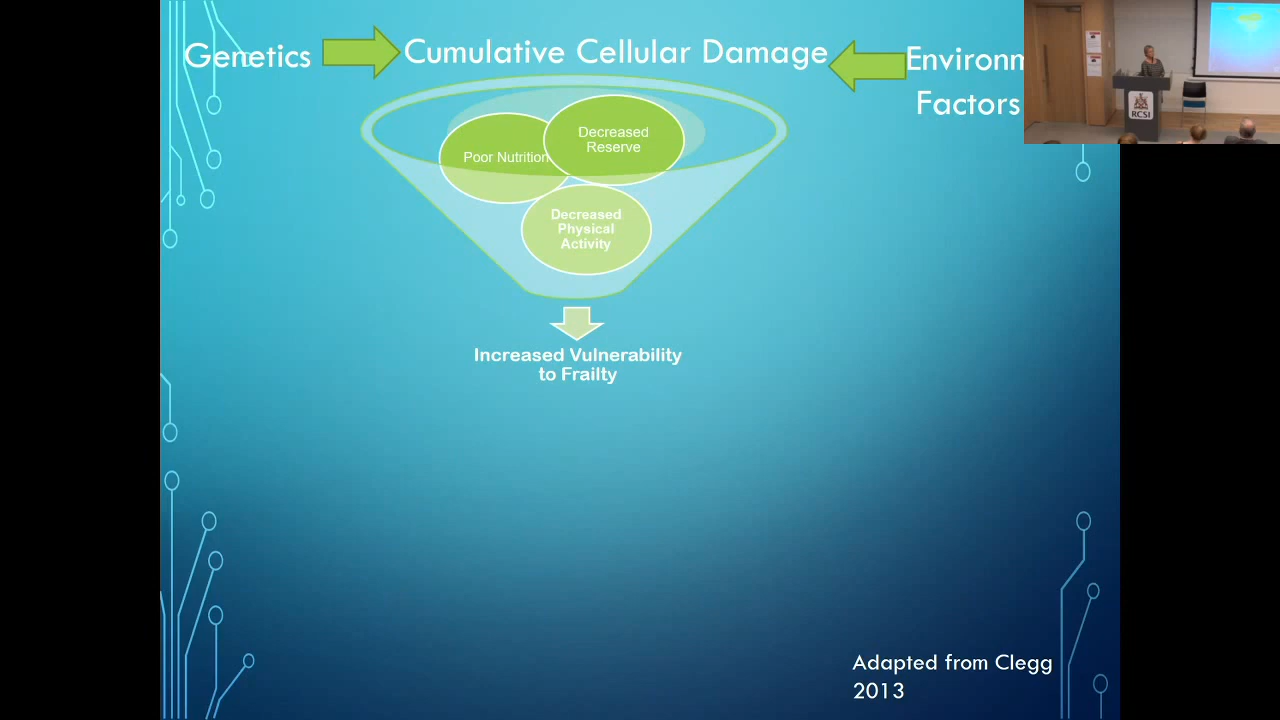 Genetics
Cumulative Cellular Damage
Environm
Factors
Poor Nutrition
Decreased
Reserve
Decreased
Physical
Activity
Increased Vulnerability
to Frailty
Adapted from Clegg
2013
RCSI